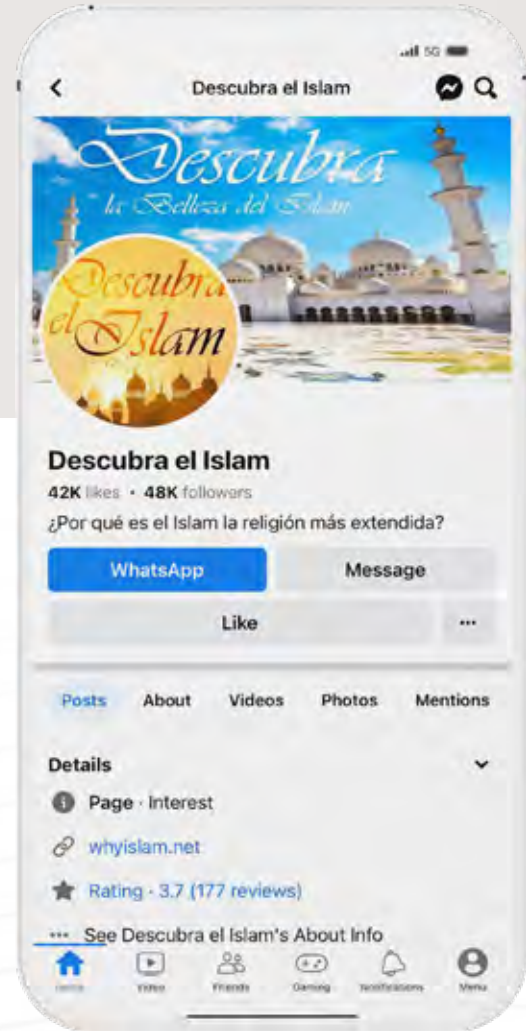 5G
Descubra el Islam
Descubra
la Belleza del Islam
Descubra
el Islam
Descubra el Islam
42K likes • 48K followers
¿Por qué es el Islam la religión más extendida?
WhatsApp Message
Like ...
Posts About Videos Photos Mentions
Details
Page · Interest
whyislam.net
Rating · 3.7 (177 reviews)
... See Descubra el Islam's About Info
Home Video Friends Gaming Notifications Menu